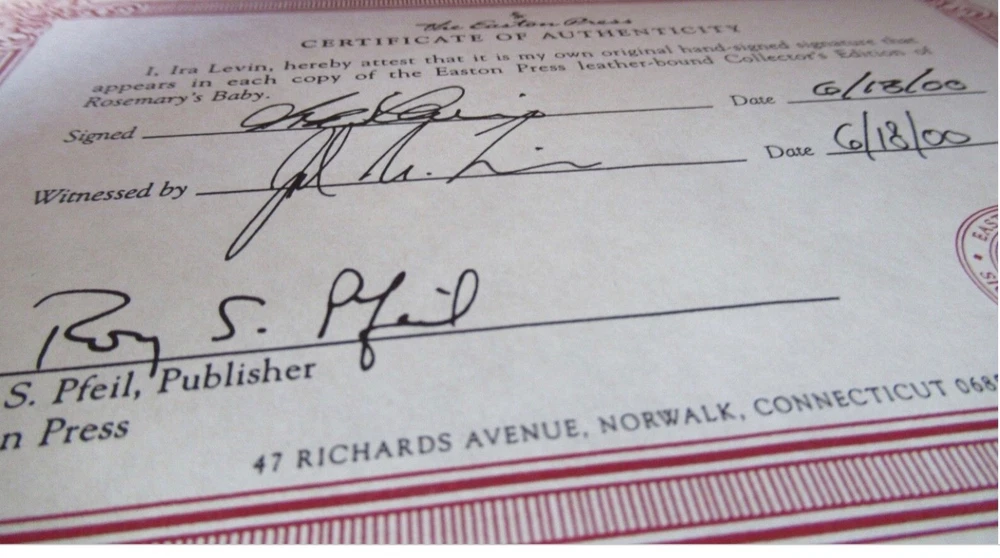 The Easton Press
CERTIFICATE OF AUTHENTICITY
I, Ira Levin, hereby attest that it is my own original hand-signed signature that
appears in each copy of the Easton Press leather-bound Collector's Edition of
Rosemary's Baby.
Signed Date 6/18/00
Witnessed by Date 6/18/00
Roy S. Pfeil
S. Pfeil, Publisher
n Press
47 RICHARDS AVENUE, NORWALK, CONNECTICUT 068
EAS